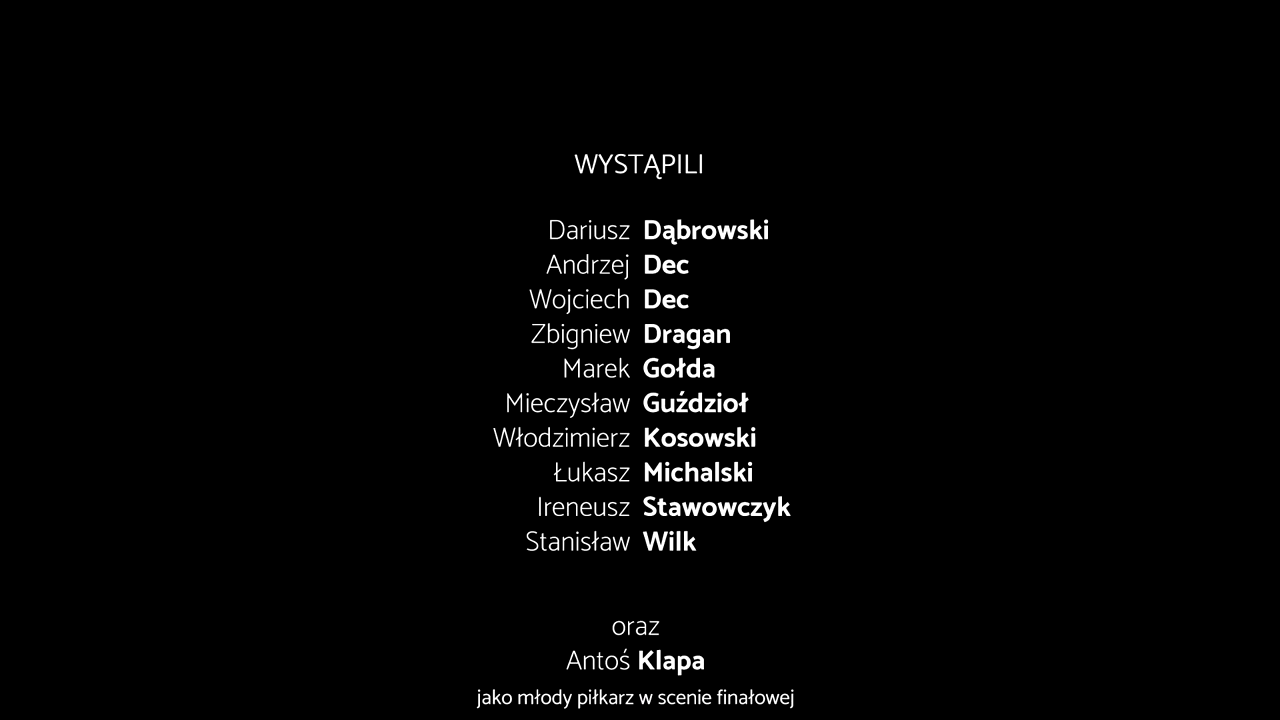 WYSTĄPILI
Dariusz Dąbrowski
Andrzej Dec
Wojciech Dec
Zbigniew Dragan
Marek Gołda
Mieczysław Guździoł
Włodzimierz Kosowski
Łukasz Michalski
Ireneusz Stawowczyk
Stanisław Wilk
oraz
Antoś Klapa
jako młody piłkarz w scenie finałowej